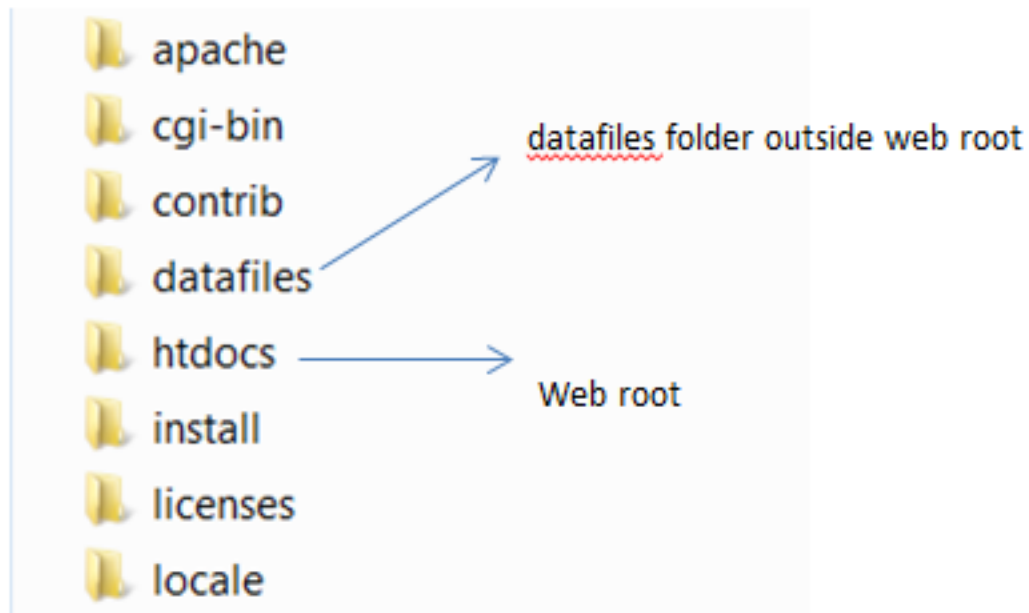 apache
cgi-bin
datafiles folder outside web root
contrib
datafiles
htdocs
Web root
install
licenses
locale